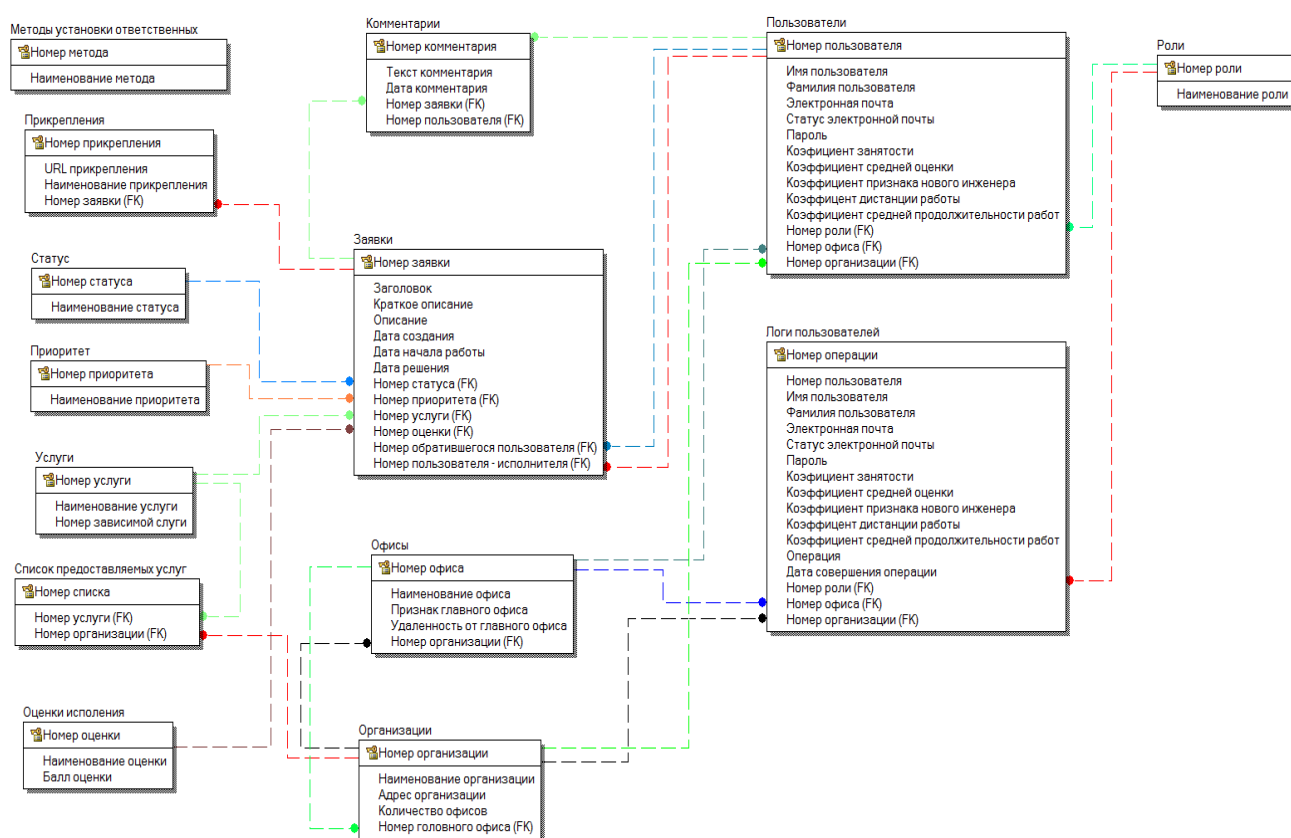 Методы установки ответственных
Номер метода
Наименование метода
Прикрепления
Номер прикрепления
URL прикрепления
Наименование прикрепления
Номер заявки (FK)
Статус
Номер статуса
Наименование статуса
Приоритет
Номер приоритета
Наименование приоритета
Услуги
Номер услуги
Наименование услуги
Номер зависимой слуги
Список предоставляемых услуг
Номер списка
Номер услуги (FK)
Номер организации (FK)
Оценки исполения
Номер оценки
Наименование оценки
Балл оценки
Комментарии
Номер комментария
Текст комментария
Дата комментария
Номер заявки (FK)
Номер пользователя (FK)
Заявки
Номер заявки
Заголовок
Краткое описание
Описание
Дата создания
Дата начала работы
Дата решения
Номер статуса (FK)
Номер приоритета (FK)
Номер услуги (FK)
Номер оценки (FK)
Номер обратившегося пользователя (FK)
Номер пользователя - исполнителя (FK)
Офисы
Номер офиса
Наименование офиса
Признак главного офиса
Удаленность от главного офиса
Номер организации (FK)
Организации
Номер организации
Наименование организации
Адрес организации
Количество офисов
Номер головного офиса (FK)
Пользователи
Номер пользователя
Имя пользователя
Фамилия пользователя
Электронная почта
Статус электронной почты
Пароль
Коэфициент занятости
Коэффициент средней оценки
Коэффициент признака нового инженера
Коэффицент дистанции работы
Коэффициент средней продолжительности работ
Номер роли (FK)
Номер офиса (FK)
Номер организации (FK)
Логи пользователей
Номер операции
Номер пользователя
Имя пользователя
Фамилия пользователя
Электронная почта
Статус электронной почты
Пароль
Коэфициент занятости
Коэффициент средней оценки
Коэффициент признака нового инженера
Коэффицент дистанции работы
Коэффициент средней продолжительности работ
Операция
Дата совершения операции
Номер роли (FK)
Номер офиса (FK)
Номер организации (FK)
Роли
Номер роли
Наименование роли